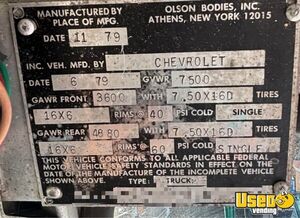 MANUFACTURED BY OLSON BODIES, INC.
PLACE OF MFG. ATHENS, NEW YORK 12015
DATE 11 79
INC. VEH. MFD. BY CHEVROLET
DATE 6 79 GVWR 7500
GAWR FRONT 3600 WITH 7.50X16D TIRES
16X6 RIMS @ 40 PSI COLD SINGLE
GAWR REAR 4880 WITH 7.50X16D TIRES
16X6 RIMS @ 60 PSI COLD SINGLE
THIS VEHICLE CONFORMS TO ALL APPLICABLE FEDERAL
MOTOR VEHICLE SAFETY STANDARDS IN EFFECT ON THE
DATE OF MANUFACTURE OF THE INCOMPLETE VEHICLE
SHOWN ABOVE. TYPE: TRUCK
Used
vending
.com